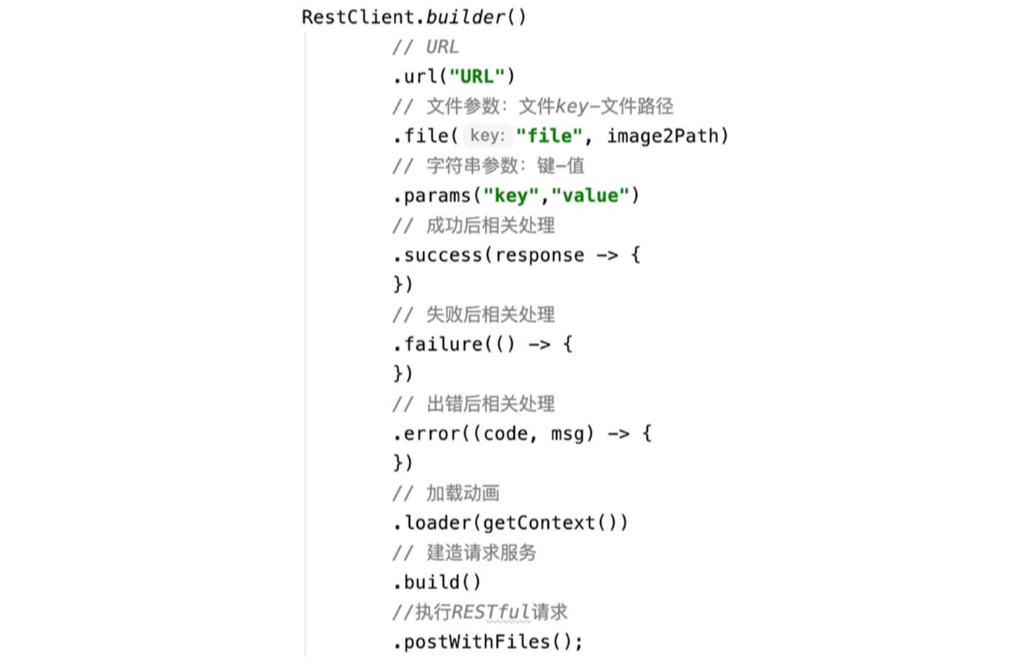 RestClient.builder()
// URL
.url("URL")
// 文件参数：文件key-文件路径
.file( key: "file", image2Path)
// 字符串参数：键-值
.params("key","value")
// 成功后相关处理
.success(response -> {
})
// 失败后相关处理
.failure(() -> {
})
// 出错后相关处理
.error((code, msg) -> {
})
// 加载动画
.loader(getContext())
// 建造请求服务
.build()
//执行RESTful请求
.postWithFiles();